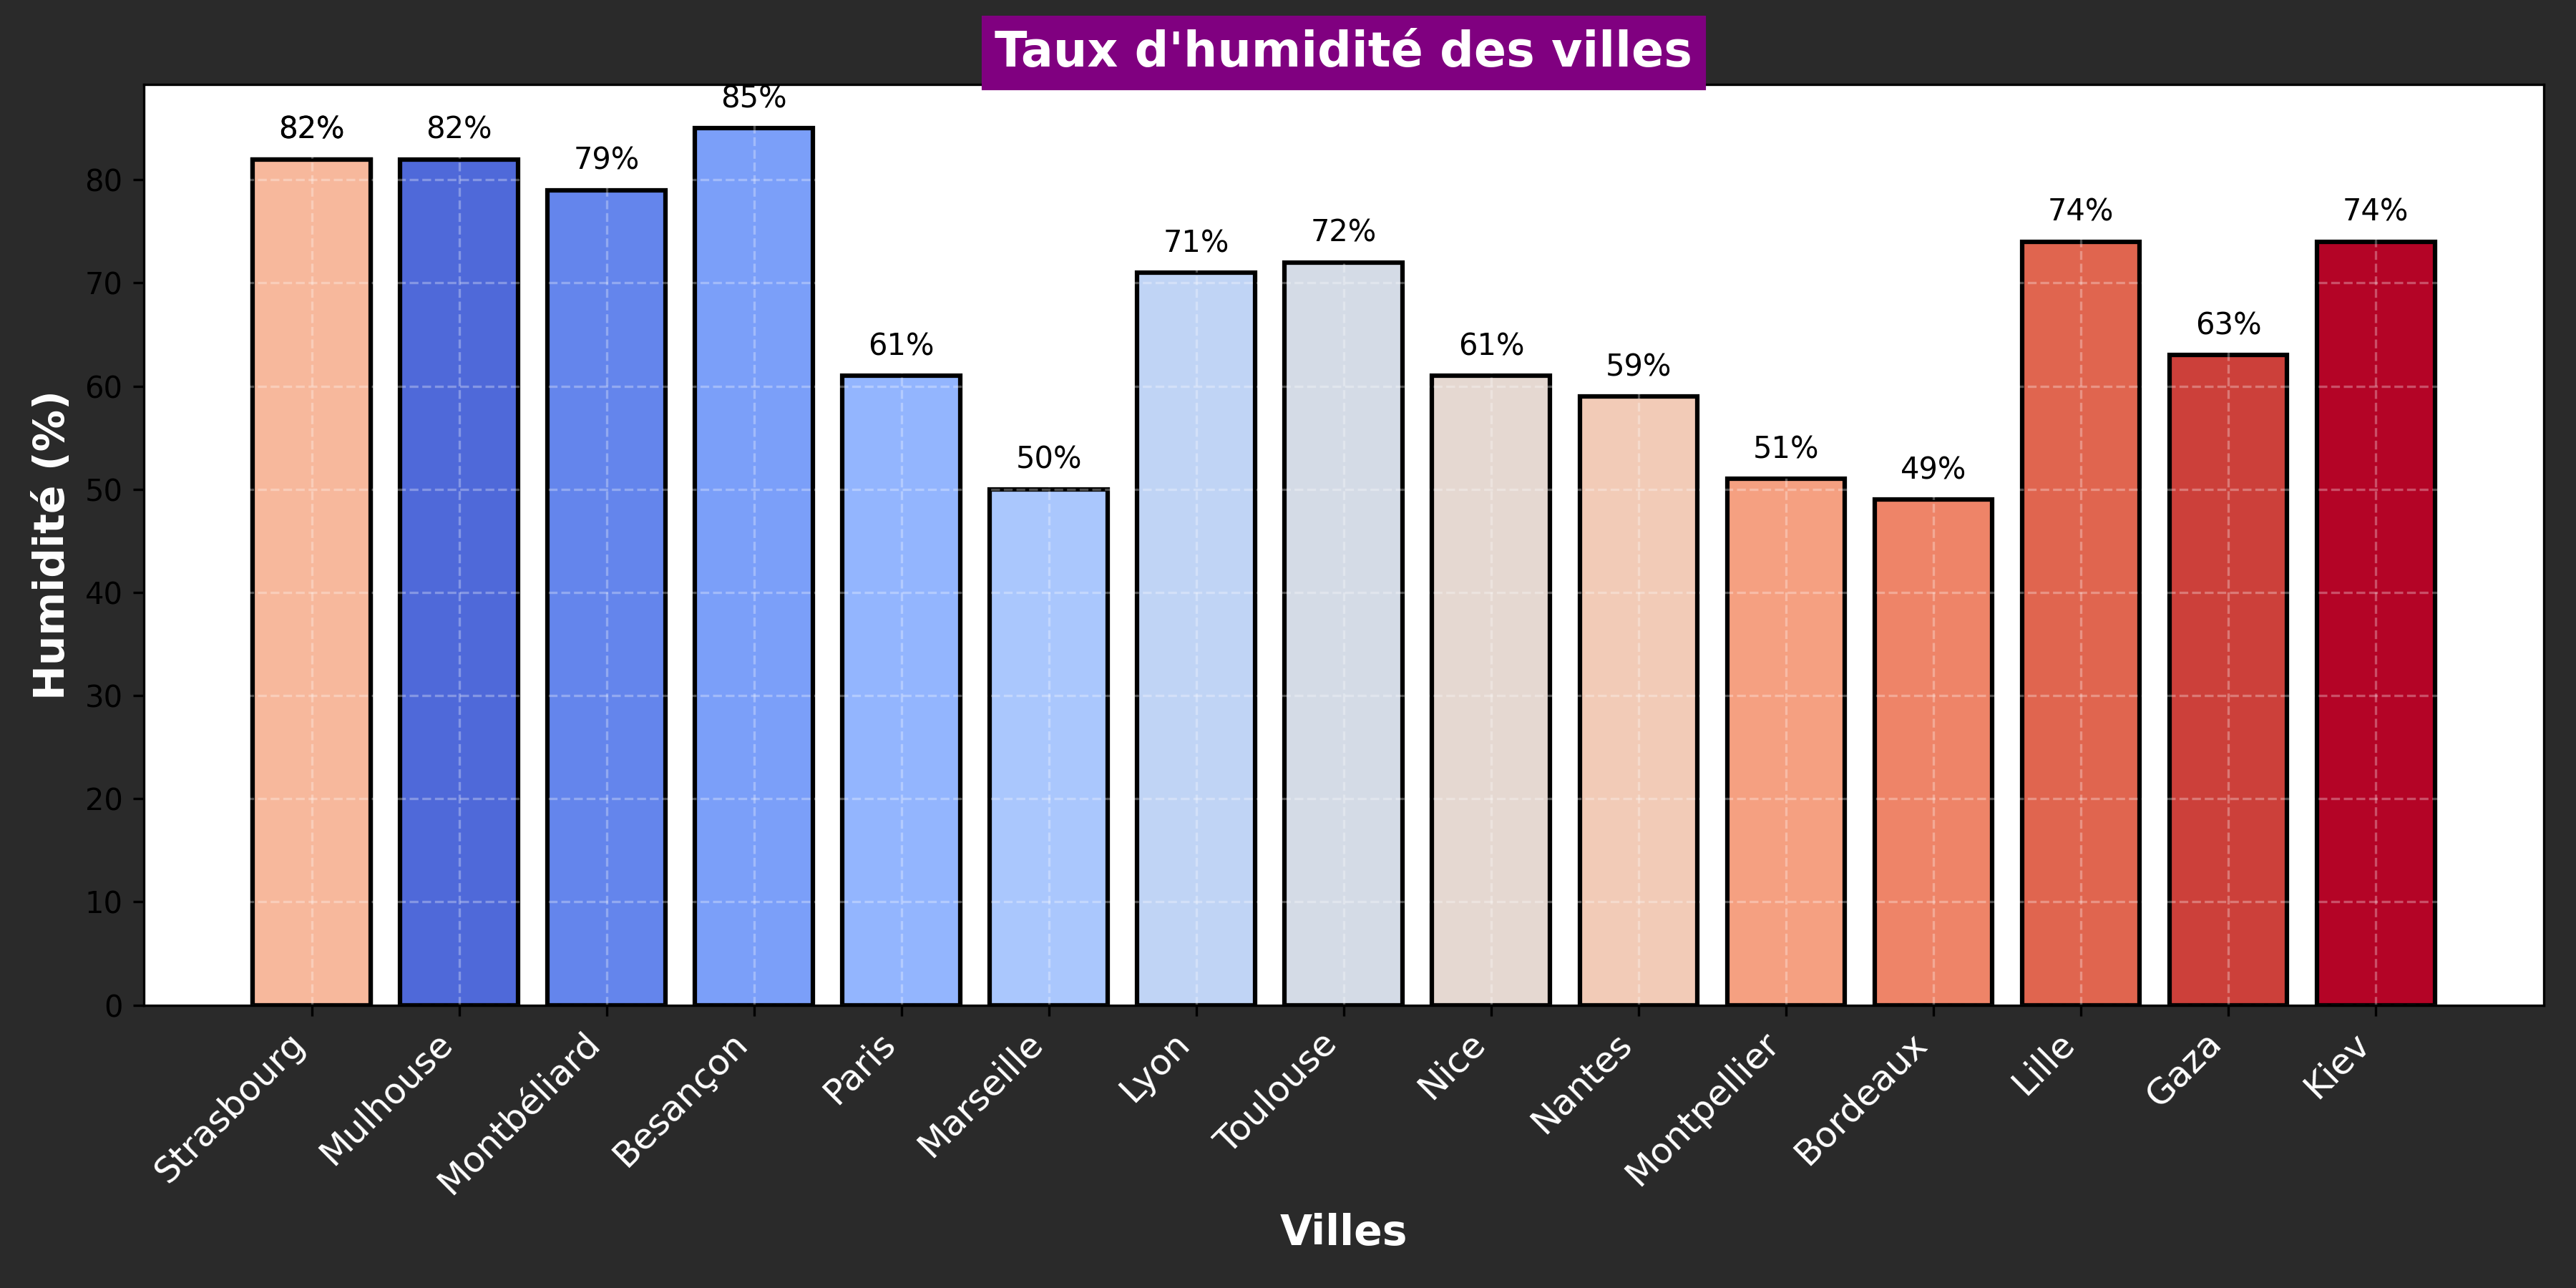 Taux d'humidité des villes
Humidité (%)
80
70
60
50
40
30
20
10
0
82%
82%
79%
85%
61%
50%
71%
72%
61%
59%
51%
49%
74%
63%
74%
Strasbourg
Mulhouse
Montbéliard
Besançon
Paris
Marseille
Lyon
Toulouse
Nice
Nantes
Montpellier
Bordeaux
Lille
Gaza
Kiev
Villes